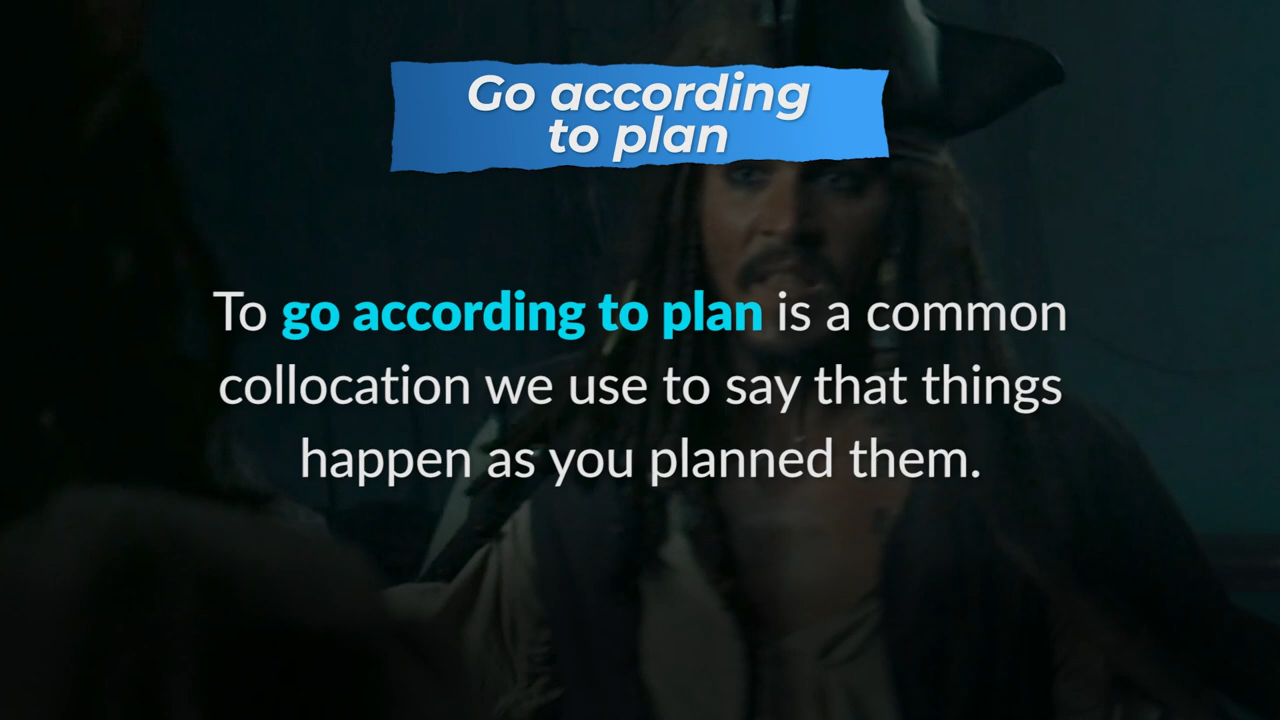 Go according
to plan
To go according to plan is a common
collocation we use to say that things
happen as you planned them.